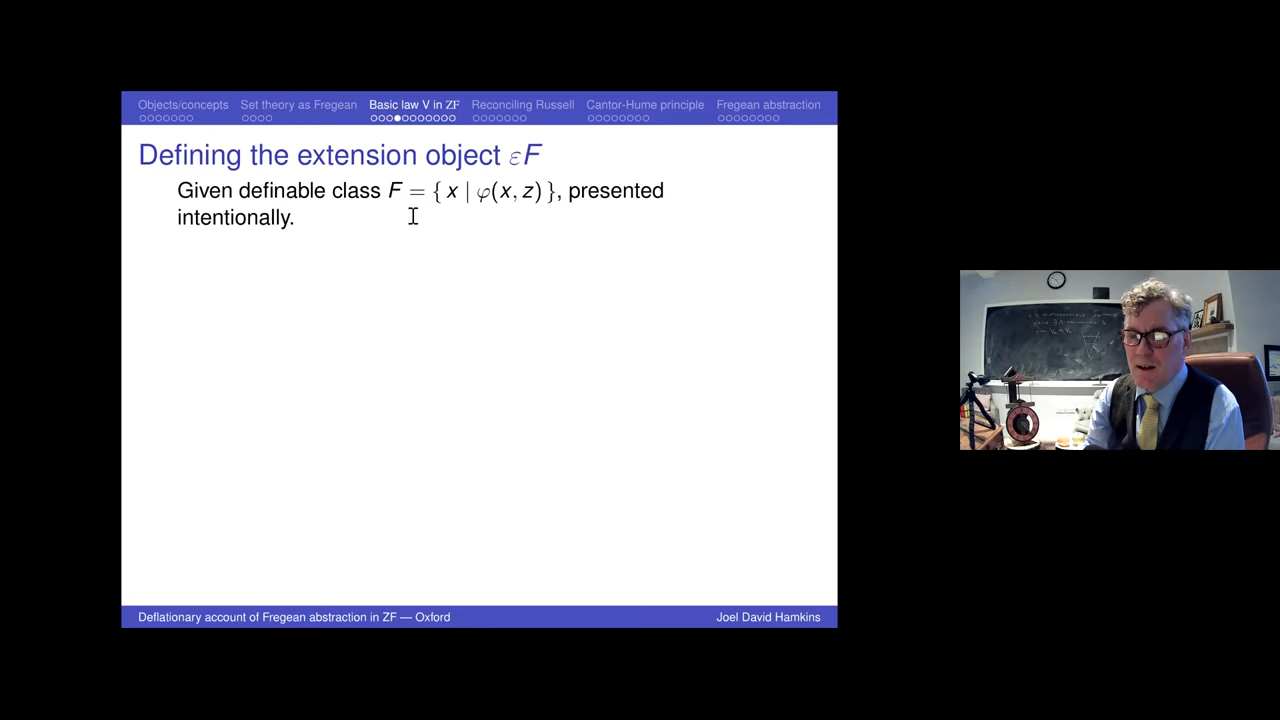 Objects/concepts Set theory as Fregean Basic law V in ZF Reconciling Russell Cantor-Hume principle Fregean abstraction
Defining the extension object εF
Given definable class F = { x | φ(x, z) }, presented
intentionally.
Deflationary account of Fregean abstraction in ZF — Oxford Joel David Hamkins